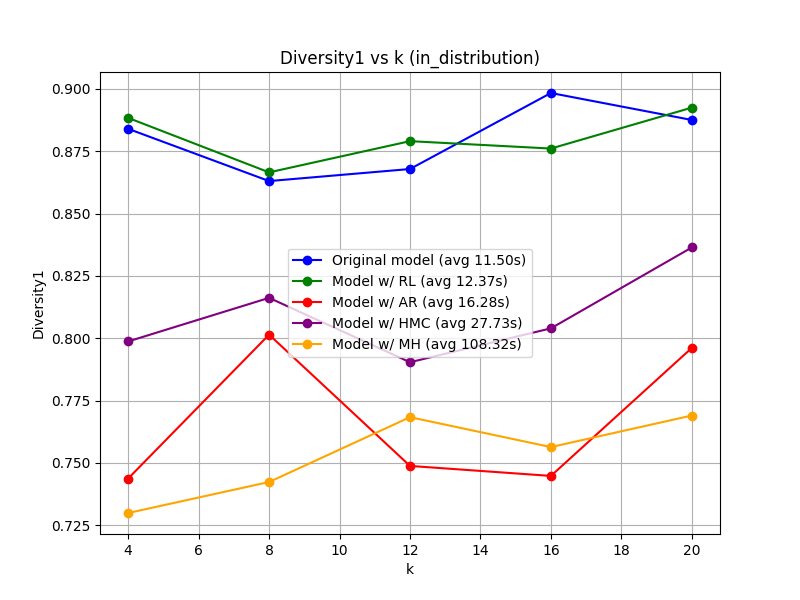 Diversity1 vs k (in_distribution)
Diversity1
0.900
0.875
0.850
0.825
0.800
0.775
0.750
0.725
Original model (avg 11.50s)
Model w/ RL (avg 12.37s)
Model w/ AR (avg 16.28s)
Model w/ HMC (avg 27.73s)
Model w/ MH (avg 108.32s)
4 6 8 10 12 14 16 18 20
k